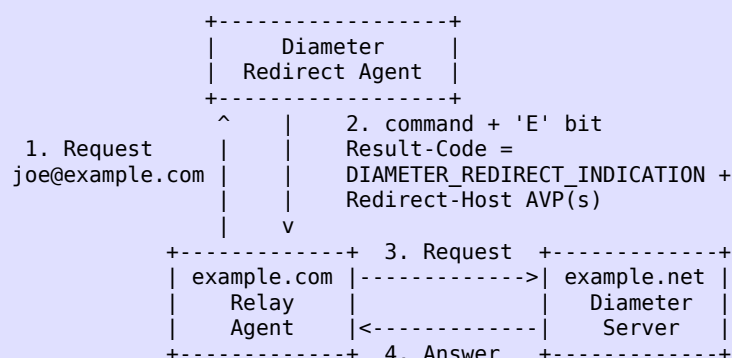 +------------------+
|     Diameter     |
|  Redirect Agent  |
+------------------+
^    |    2. command + 'E' bit
1. Request     |    |    Result-Code =
joe@example.com |    |    DIAMETER_REDIRECT_INDICATION +
|    |    Redirect-Host AVP(s)
|    v
+-------------+  3. Request  +-------------+
| example.com |------------->| example.net |
|    Relay    |              |   Diameter  |
|    Agent    |<-------------|    Server   |
+-------------+  4. Answer   +-------------+